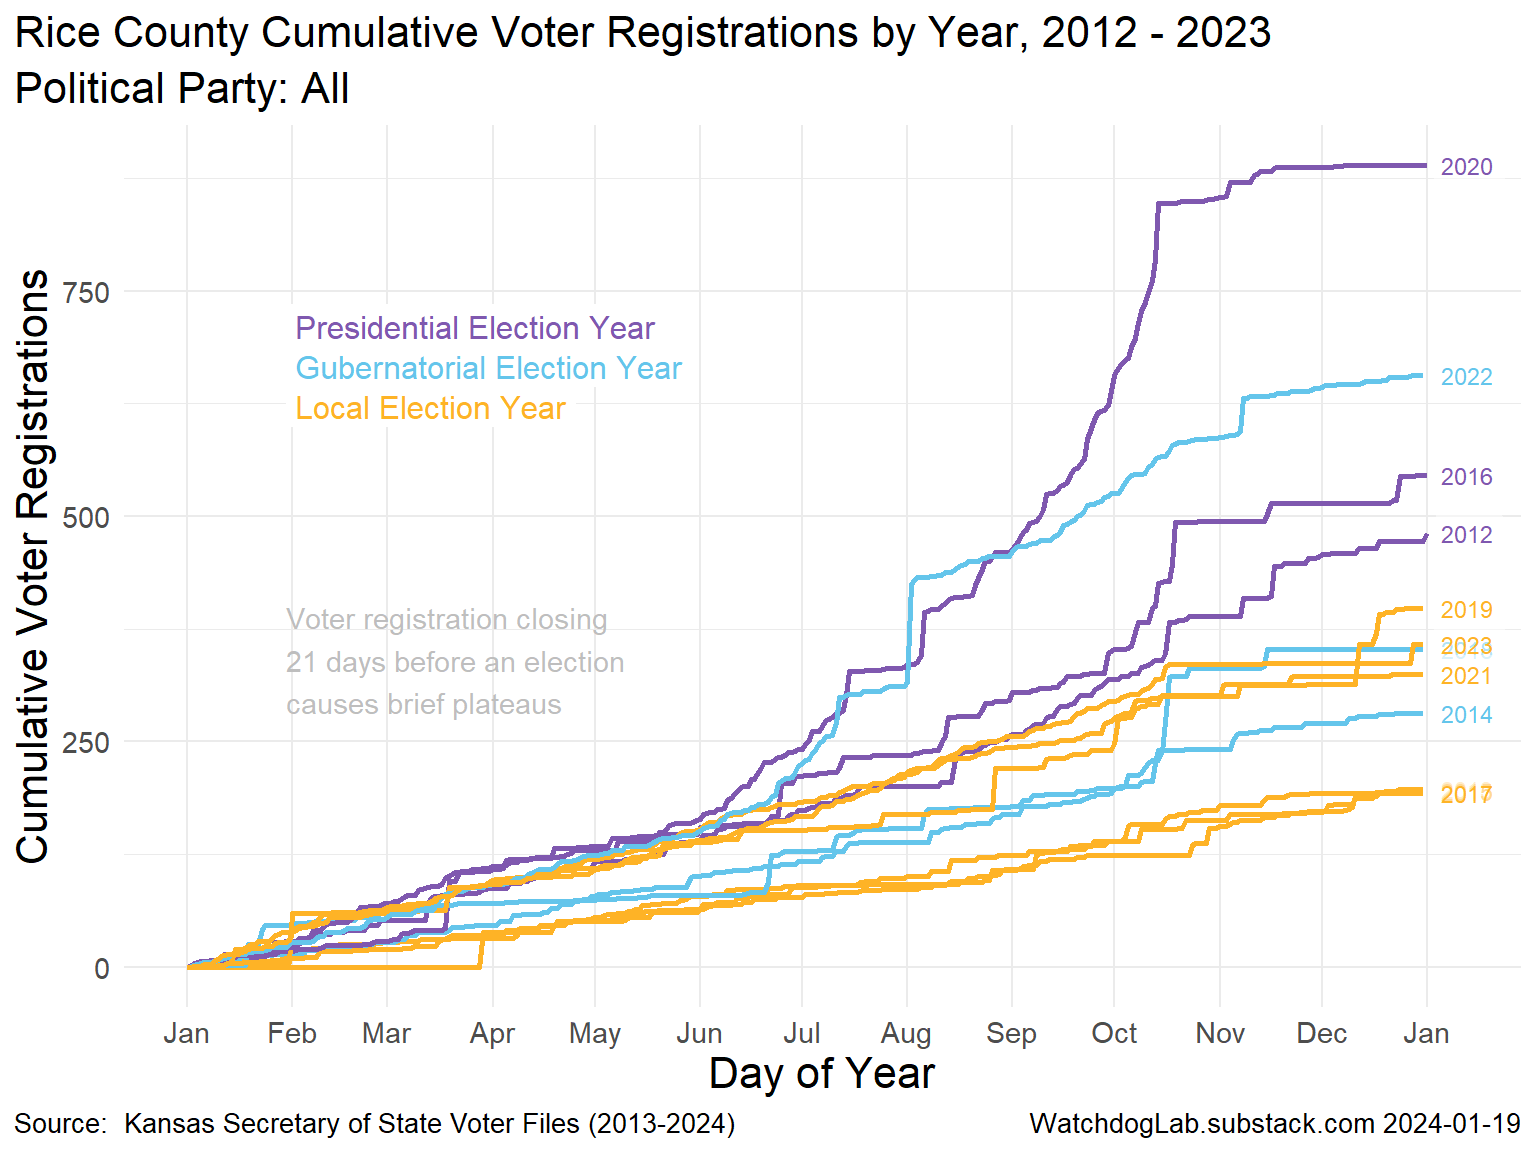 Rice County Cumulative Voter Registrations by Year, 2012 - 2023
Political Party: All
Cumulative Voter Registrations
750
500
250
0
Presidential Election Year
Gubernatorial Election Year
Local Election Year
Voter registration closing
21 days before an election
causes brief plateaus
2020
2022
2016
2012
2019
2023
2021
2014
2017
Jan Feb Mar Apr May Jun Jul Aug Sep Oct Nov Dec Jan
Day of Year
Source:  Kansas Secretary of State Voter Files (2013-2024)
WatchdogLab.substack.com 2024-01-19